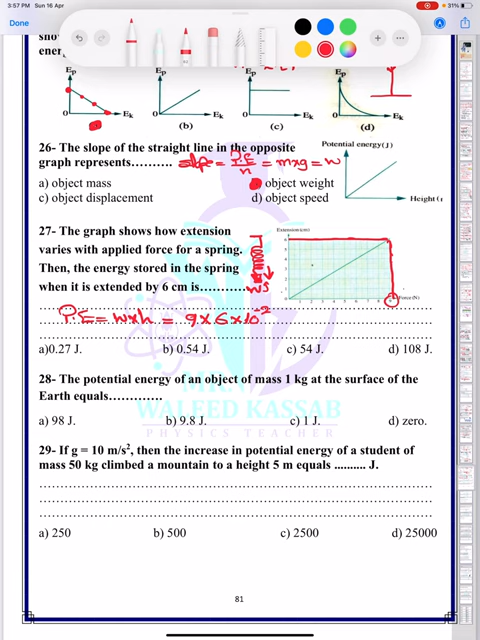 3:57 PM Sun 16 Apr
31%
Done
ener
Ep Ep Ep Ep
0 Ek 0 Ek 0 Ek 0 Ek
(b) (c) (d)
26- The slope of the straight line in the opposite
graph represents.......... slope = P.E/h = mxg = w
Potential energy(J)
Height(
a) object mass b) object weight
c) object displacement d) object speed
27- The graph shows how extension
varies with applied force for a spring.
Then, the energy stored in the spring
when it is extended by 6 cm is............
Extension (cm)
Force (N)
P.E = wxh = 9 x 6 x 10-2
a)0.27 J. b) 0.54 J. c) 54 J. d) 108 J.
28- The potential energy of an object of mass 1 kg at the surface of the
Earth equals.............
a) 98 J. b) 9.8 J. c) 1 J. d) zero.
MR.
WALEED KASSAB
PHYSICS TEACHER
29- If g = 10 m/s², then the increase in potential energy of a student of
mass 50 kg climbed a mountain to a height 5 m equals .......... J.
a) 250 b) 500 c) 2500 d) 25000
81